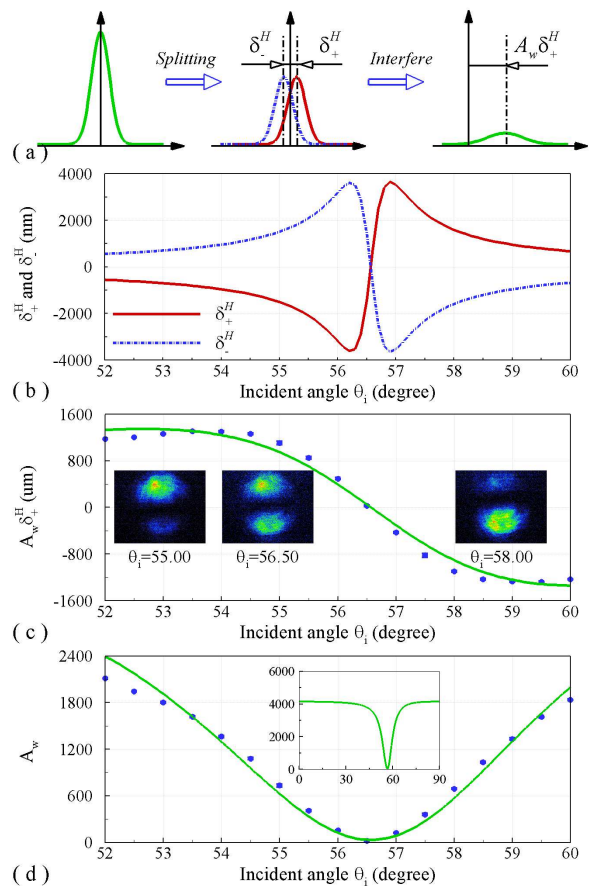 Splitting
δ₋ᴴ
δ₊ᴴ
Interfere
A_w δ₊ᴴ
( a )
4000
2000
0
-2000
-4000
δ₊ᴴ and δ₋ᴴ (nm)
δ₊ᴴ
δ₋ᴴ
52 53 54 55 56 57 58 59 60
( b )
Incident angle θᵢ (degree)
1600
800
0
-800
-1600
A_w δ₊ᴴ (um)
θᵢ=55.00
θᵢ=56.50
θᵢ=58.00
52 53 54 55 56 57 58 59 60
( c )
Incident angle θᵢ (degree)
2400
1800
1200
600
0
A_w
6000
4000
2000
0
0 30 60 90
52 53 54 55 56 57 58 59 60
( d )
Incident angle θᵢ (degree)